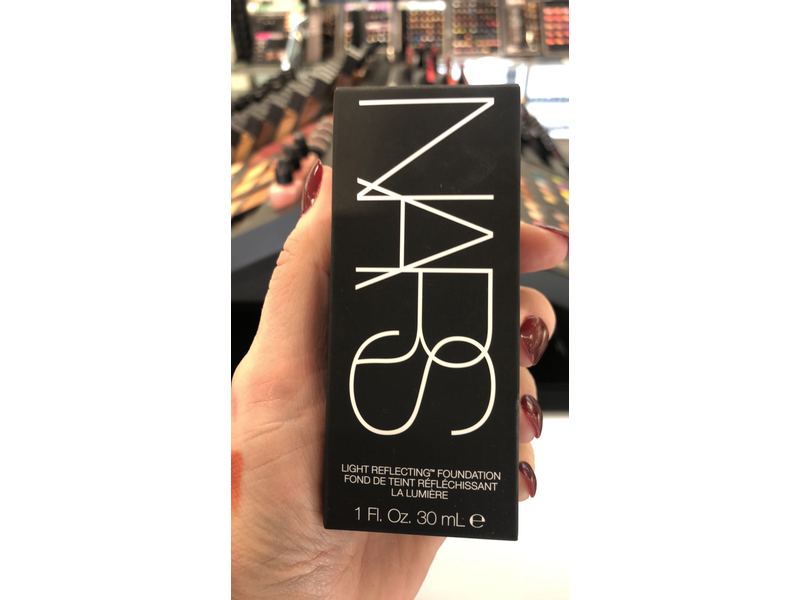 NARS
LIGHT REFLECTING™ FOUNDATION
FOND DE TEINT RÉFLÉCHISSANT
LA LUMIÈRE
1 Fl. Oz. 30 mL ℮